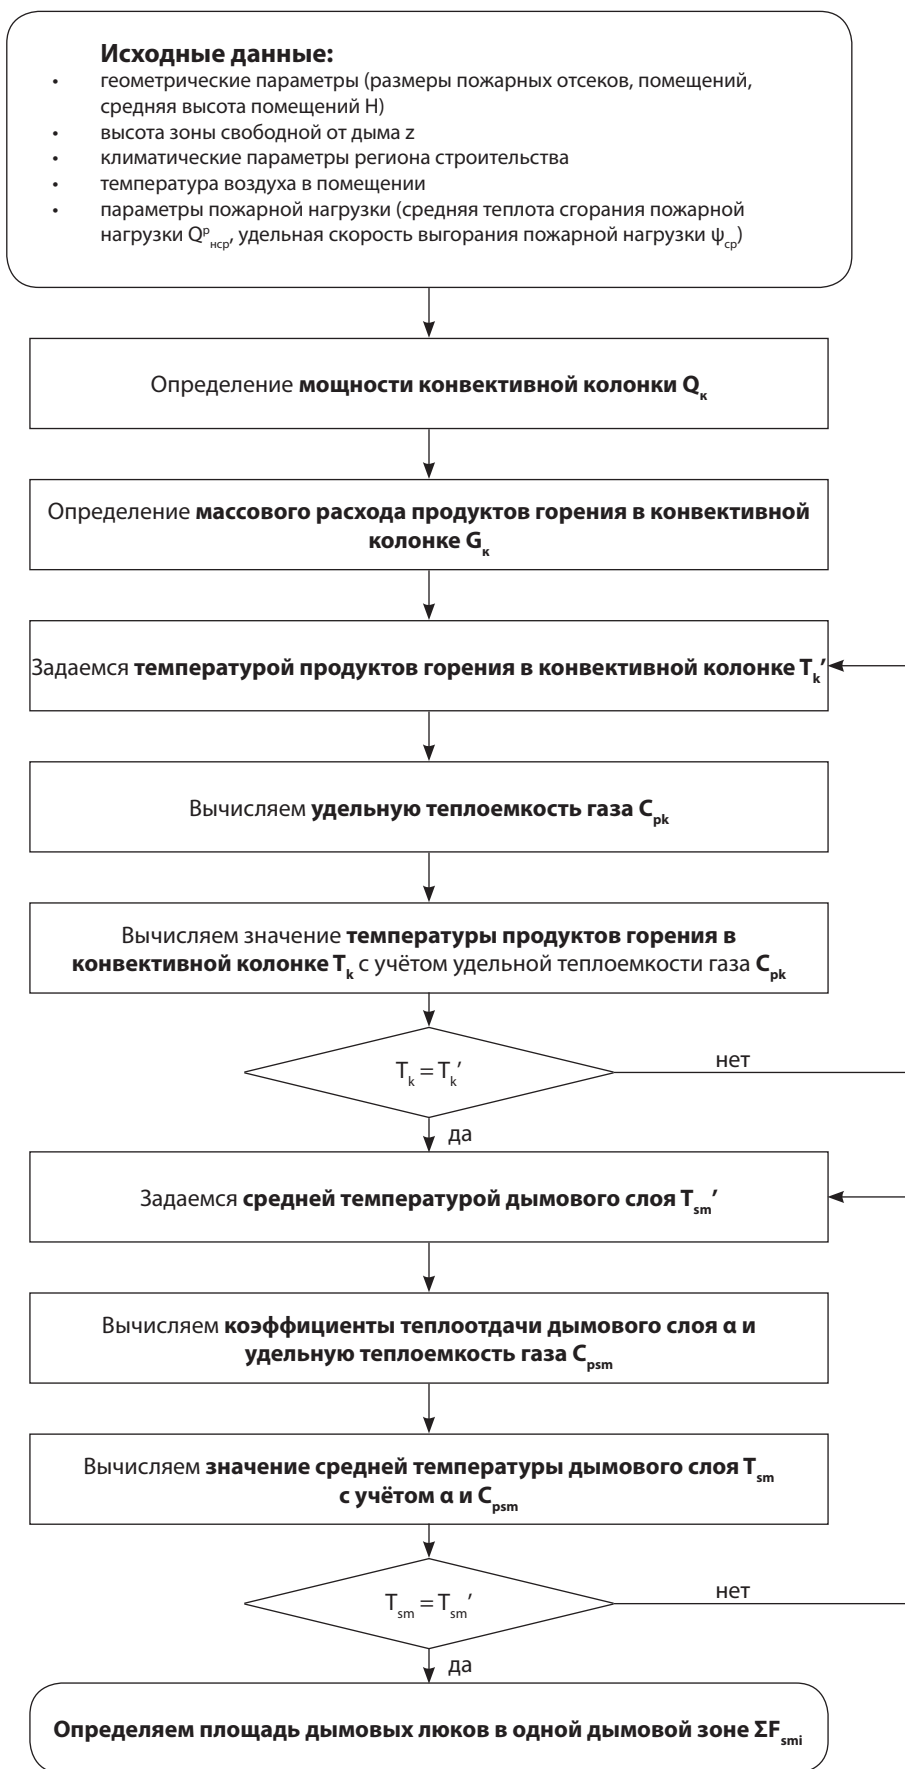 Исходные данные:
• геометрические параметры (размеры пожарных отсеков, помещений,
средняя высота помещений H)
• высота зоны свободной от дыма z
• климатические параметры региона строительства
• температура воздуха в помещении
• параметры пожарной нагрузки (средняя теплота сгорания пожарной
нагрузки Qᵖнср, удельная скорость выгорания пожарной нагрузки ψср)
Определение мощности конвективной колонки Qк
Определение массового расхода продуктов горения в конвективной
колонке Gк
Задаемся температурой продуктов горения в конвективной колонке Tk′
Вычисляем удельную теплоемкость газа Cpk
Вычисляем значение температуры продуктов горения в
конвективной колонке Tk с учётом удельной теплоемкости газа Cpk
Tk = Tk′
нет
да
Задаемся средней температурой дымового слоя Tsm′
Вычисляем коэффициенты теплоотдачи дымового слоя α и
удельную теплоемкость газа Cpsm
Вычисляем значение средней температуры дымового слоя Tsm
с учётом α и Cpsm
Tsm = Tsm′
нет
да
Определяем площадь дымовых люков в одной дымовой зоне ΣFsmi